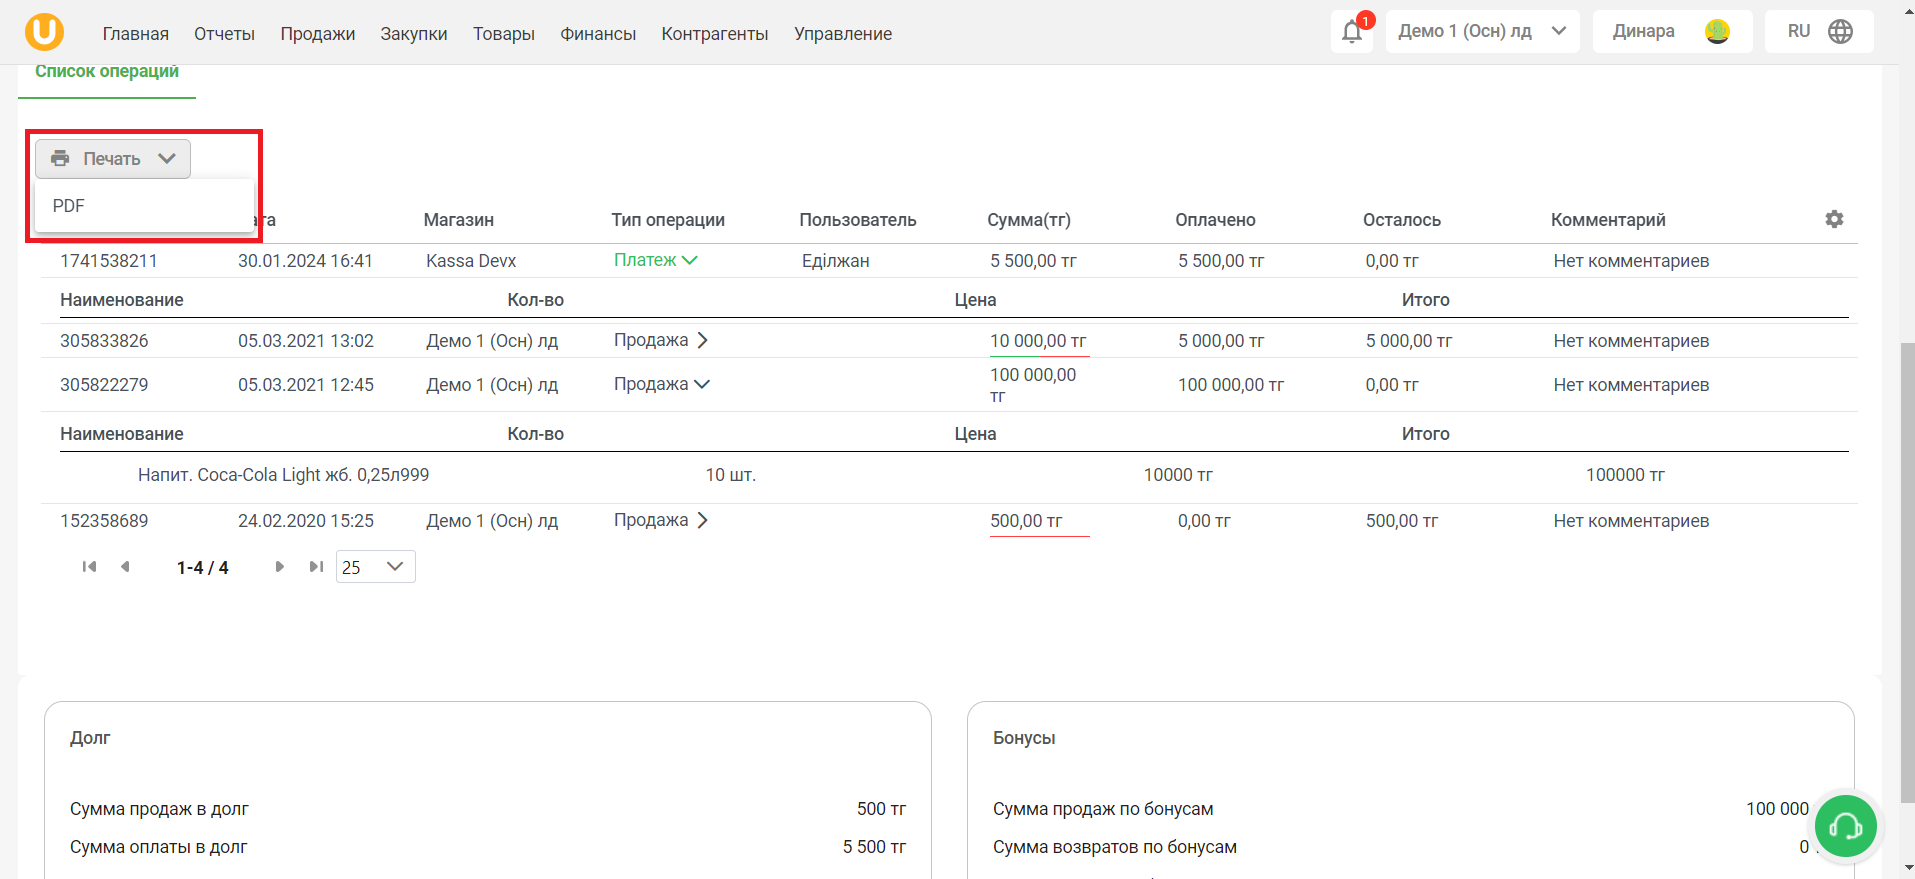 Главная Отчеты Продажи Закупки Товары Финансы Контрагенты Управление 1 Демо 1 (Осн) лд Динара RU
Список операций
Печать
PDF
ата Магазин Тип операции Пользователь Сумма(тг) Оплачено Осталось Комментарий
1741538211 30.01.2024 16:41 Kassa Devx Платеж Еділжан 5 500,00 тг 5 500,00 тг 0,00 тг Нет комментариев
Наименование Кол-во Цена Итого
305833826 05.03.2021 13:02 Демо 1 (Осн) лд Продажа 10 000,00 тг 5 000,00 тг 5 000,00 тг Нет комментариев
305822279 05.03.2021 12:45 Демо 1 (Осн) лд Продажа 100 000,00 тг 100 000,00 тг 0,00 тг Нет комментариев
Наименование Кол-во Цена Итого
Напит. Coca-Cola Light жб. 0,25л999 10 шт. 10000 тг 100000 тг
152358689 24.02.2020 15:25 Демо 1 (Осн) лд Продажа 500,00 тг 0,00 тг 500,00 тг Нет комментариев
1-4 / 4 25
Долг
Сумма продаж в долг 500 тг
Сумма оплаты в долг 5 500 тг
Бонусы
Сумма продаж по бонусам 100 000
Сумма возвратов по бонусам 0